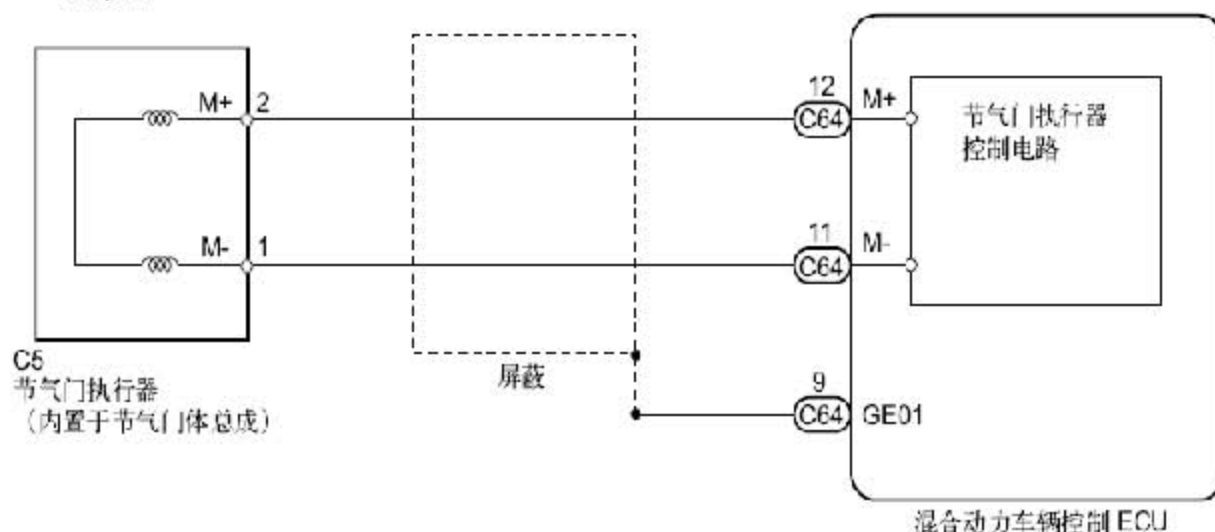 M+ 2
12
C64
M+
节气门执行器
控制电路
M- 1
11
C64
M-
C5
节气门执行器
（内置于节气门体总成）
屏蔽
9
C64
GE01
混合动力车辆控制 ECU